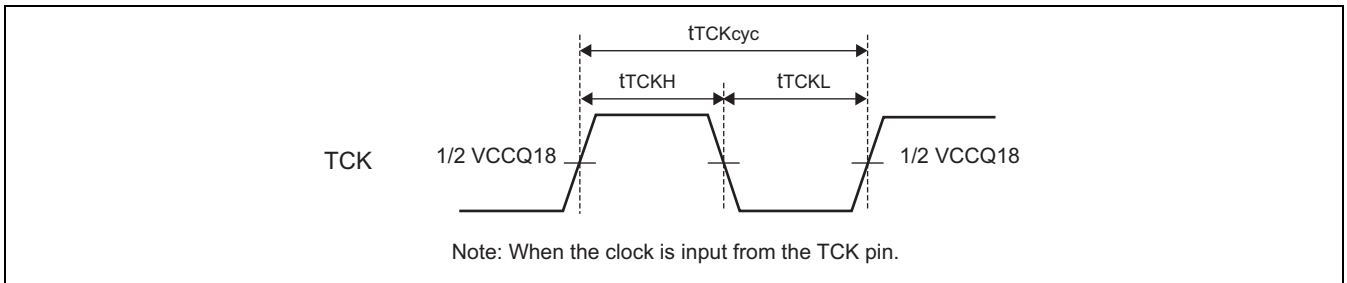 tTCKcyc
tTCKH
tTCKL
TCK
1/2 VCCQ18
1/2 VCCQ18
Note: When the clock is input from the TCK pin.